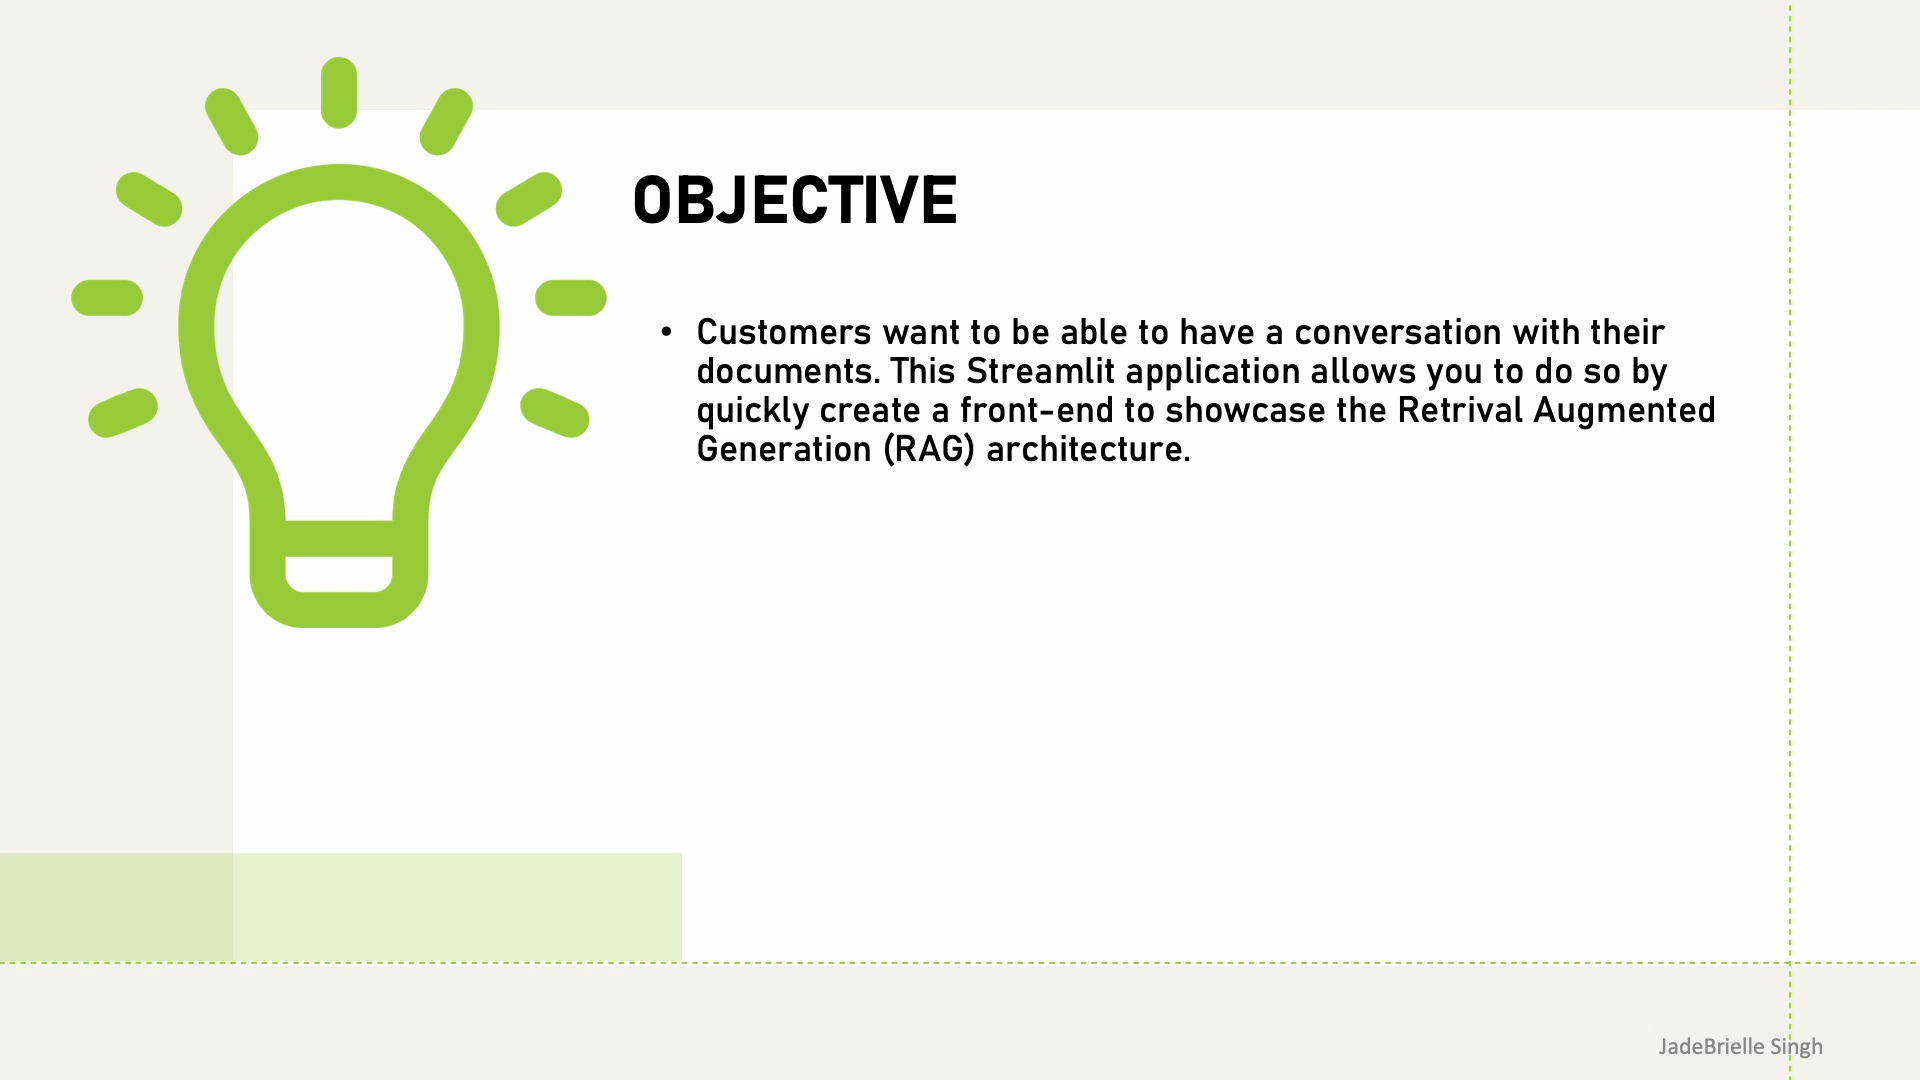 OBJECTIVE
• Customers want to be able to have a conversation with their
documents. This Streamlit application allows you to do so by
quickly create a front-end to showcase the Retrival Augmented
Generation (RAG) architecture.
JadeBrielle Singh